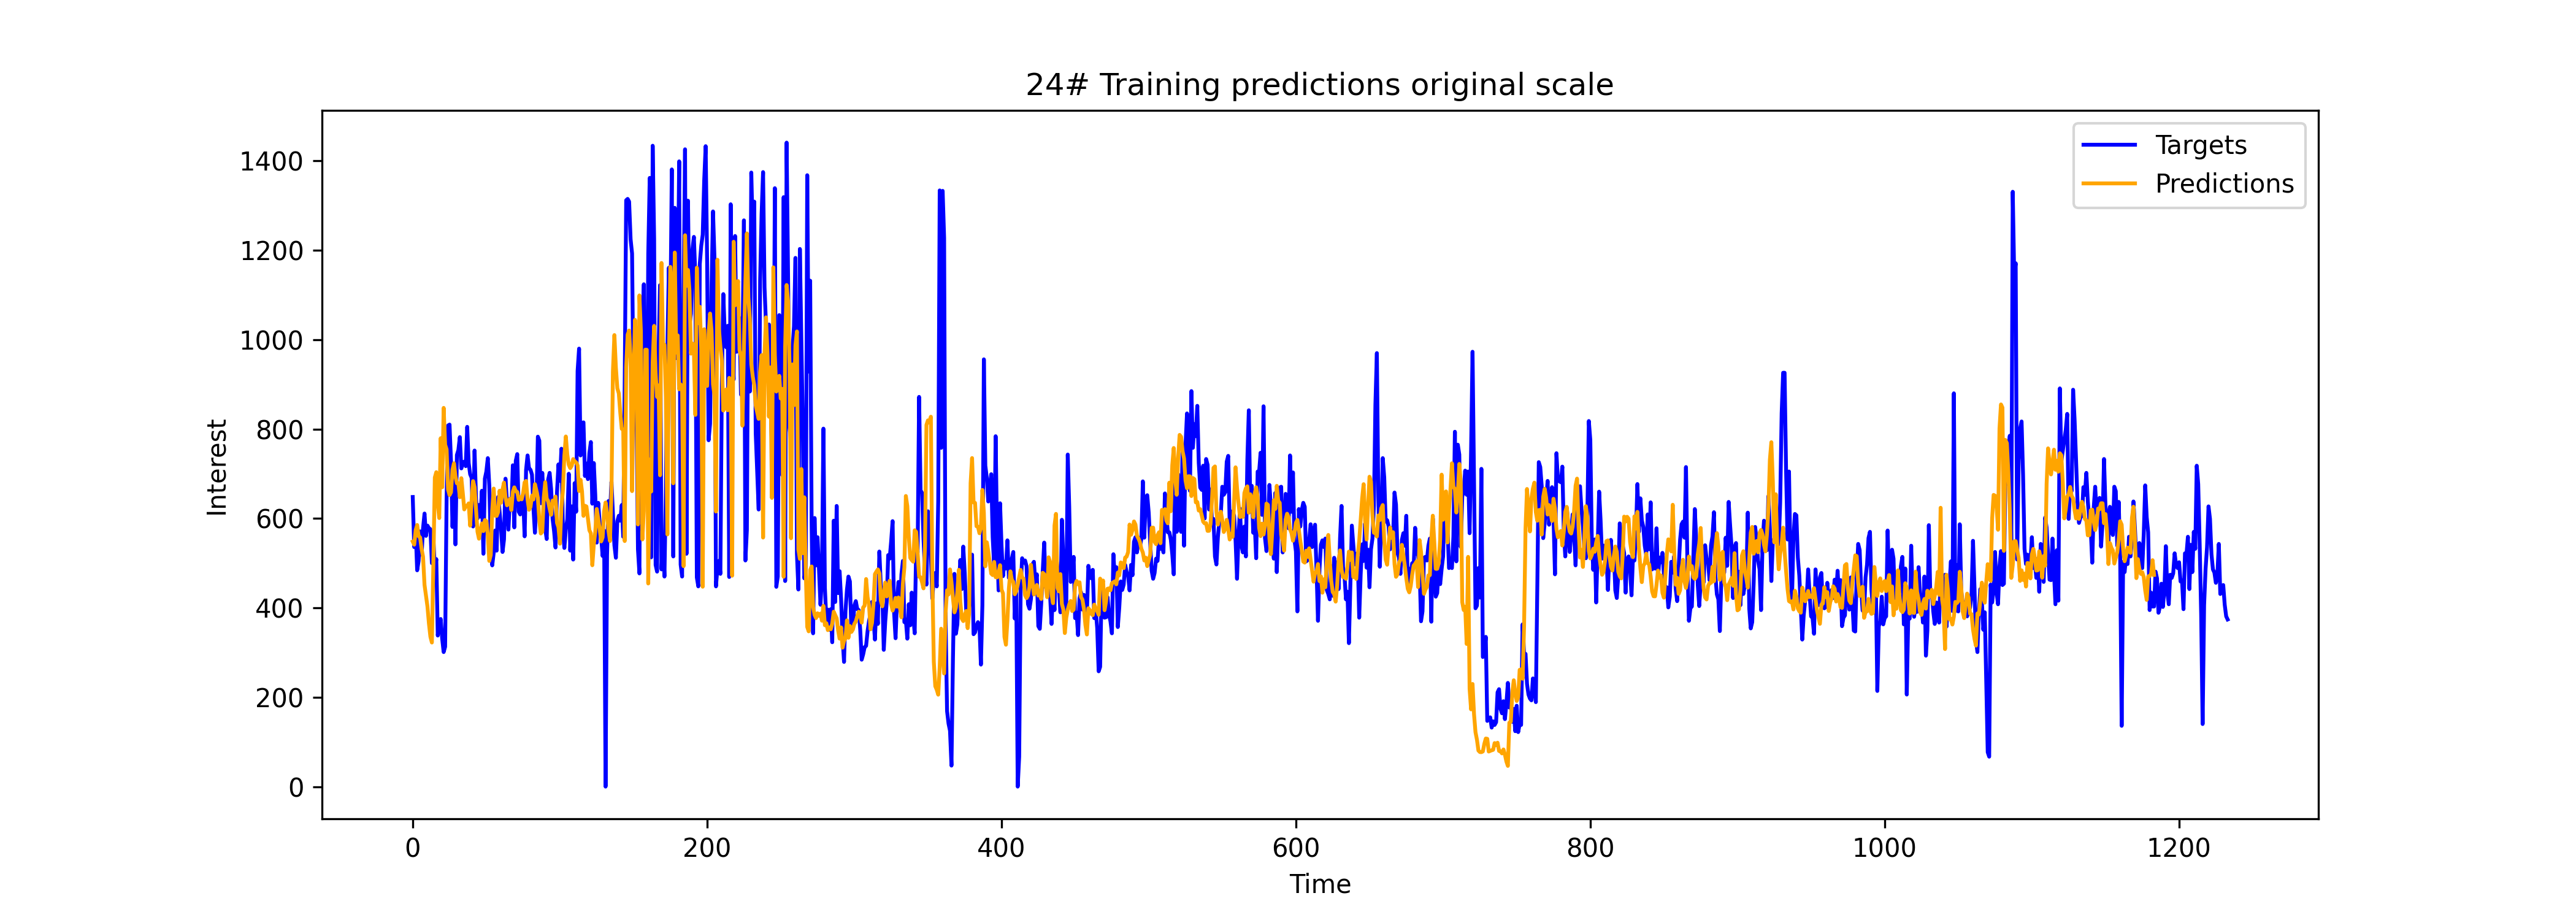 24# Training predictions original scale
Targets
Predictions
Interest
1400
1200
1000
800
600
400
200
0
0 200 400 600 800 1000 1200
Time